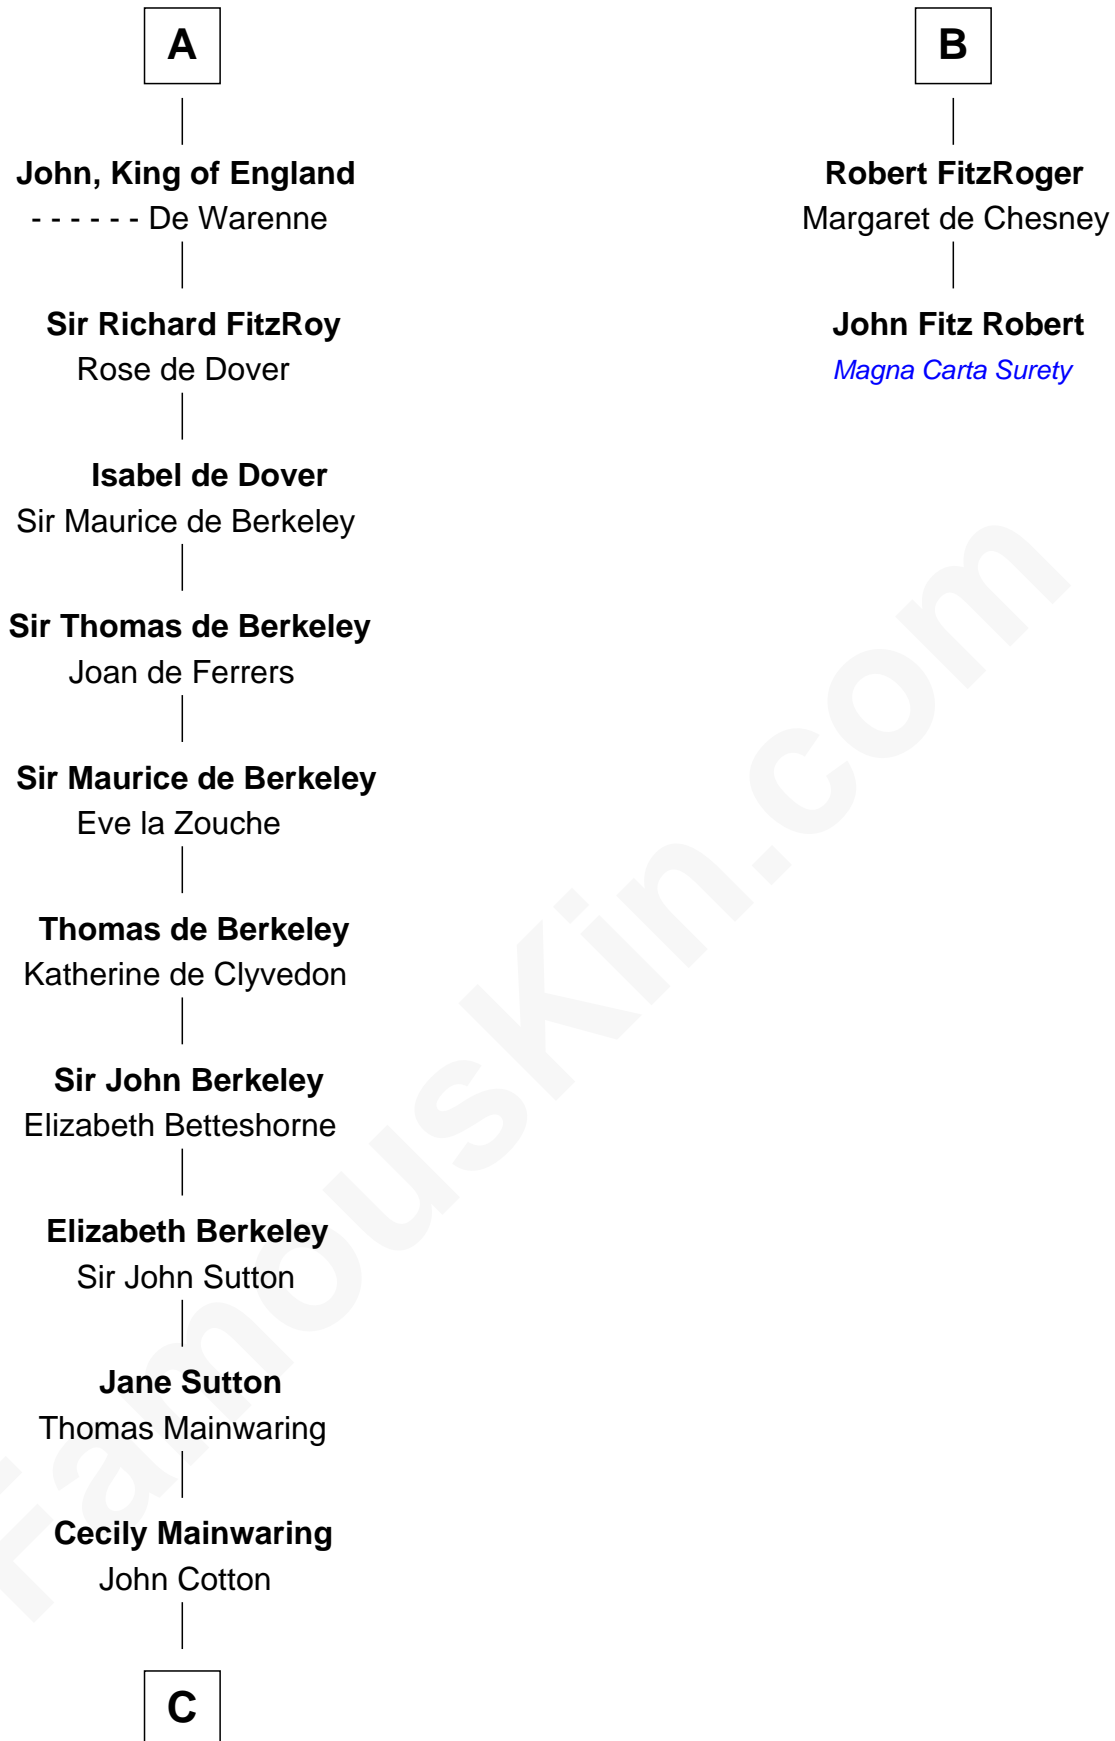 A
John, King of England
- - - - - - De Warenne
Sir Richard FitzRoy
Rose de Dover
Isabel de Dover
Sir Maurice de Berkeley
Sir Thomas de Berkeley
Joan de Ferrers
Sir Maurice de Berkeley
Eve la Zouche
Thomas de Berkeley
Katherine de Clyvedon
Sir John Berkeley
Elizabeth Betteshorne
Elizabeth Berkeley
Sir John Sutton
Jane Sutton
Thomas Mainwaring
Cecily Mainwaring
John Cotton
C
B
Robert FitzRoger
Margaret de Chesney
John Fitz Robert
Magna Carta Surety
FamousKin.com